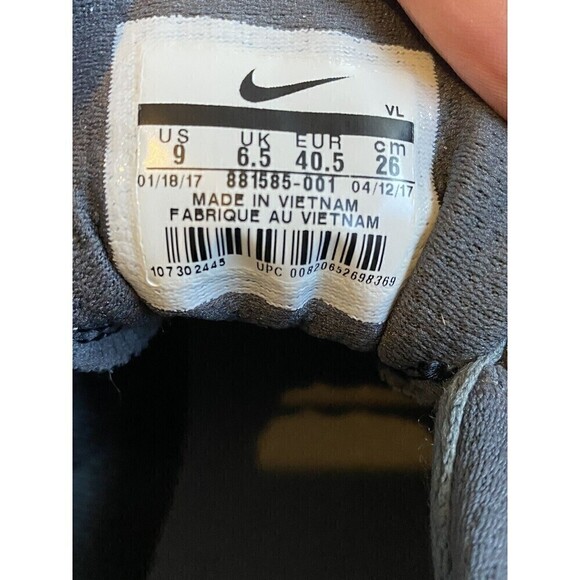 VL
US UK EUR cm
9 6.5 40.5 26
01/18/17 881585-001 04/12/17
MADE IN VIETNAM
FABRIQUE AU VIETNAM
107302445 UPC 00820652698369